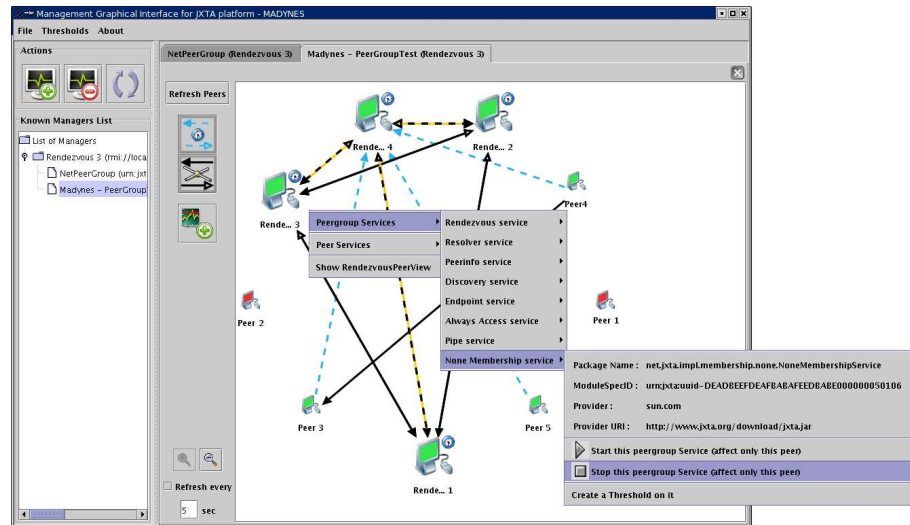 Management Graphical Interface for JXTA platform - MADYNES
File Thresholds About
Actions
Known Managers List
List of Managers
Rendezvous 3 (rmi://loca
NetPeerGroup (urn:jxt
Madynes - PeerGroup
NetPeerGroup (Rendezvous 3)
Madynes - PeerGroupTest (Rendezvous 3)
Refresh Peers
Refresh every
5 sec
Rende... 4
Rende... 2
Peer4
Rende... 3
Peer 2
Peer 1
Peer 3
Peer 5
Rende... 1
Peergroup Services
Peer Services
Show RendezvousPeerView
Rendezvous service
Resolver service
Peerinfo service
Discovery service
Endpoint service
Always Access service
Pipe service
None Membership service
Package Name : net.jxta.impl.membership.none.NoneMembershipService
ModuleSpecID : urn:jxta:uuid-DEADBEEFDEAFBABAFEEDBABE000000050106
Provider : sun.com
Provider URI : http://www.jxta.org/download/jxta.jar
Start this peergroup Service (affect only this peer)
Stop this peergroup Service (affect only this peer)
Create a Threshold on it